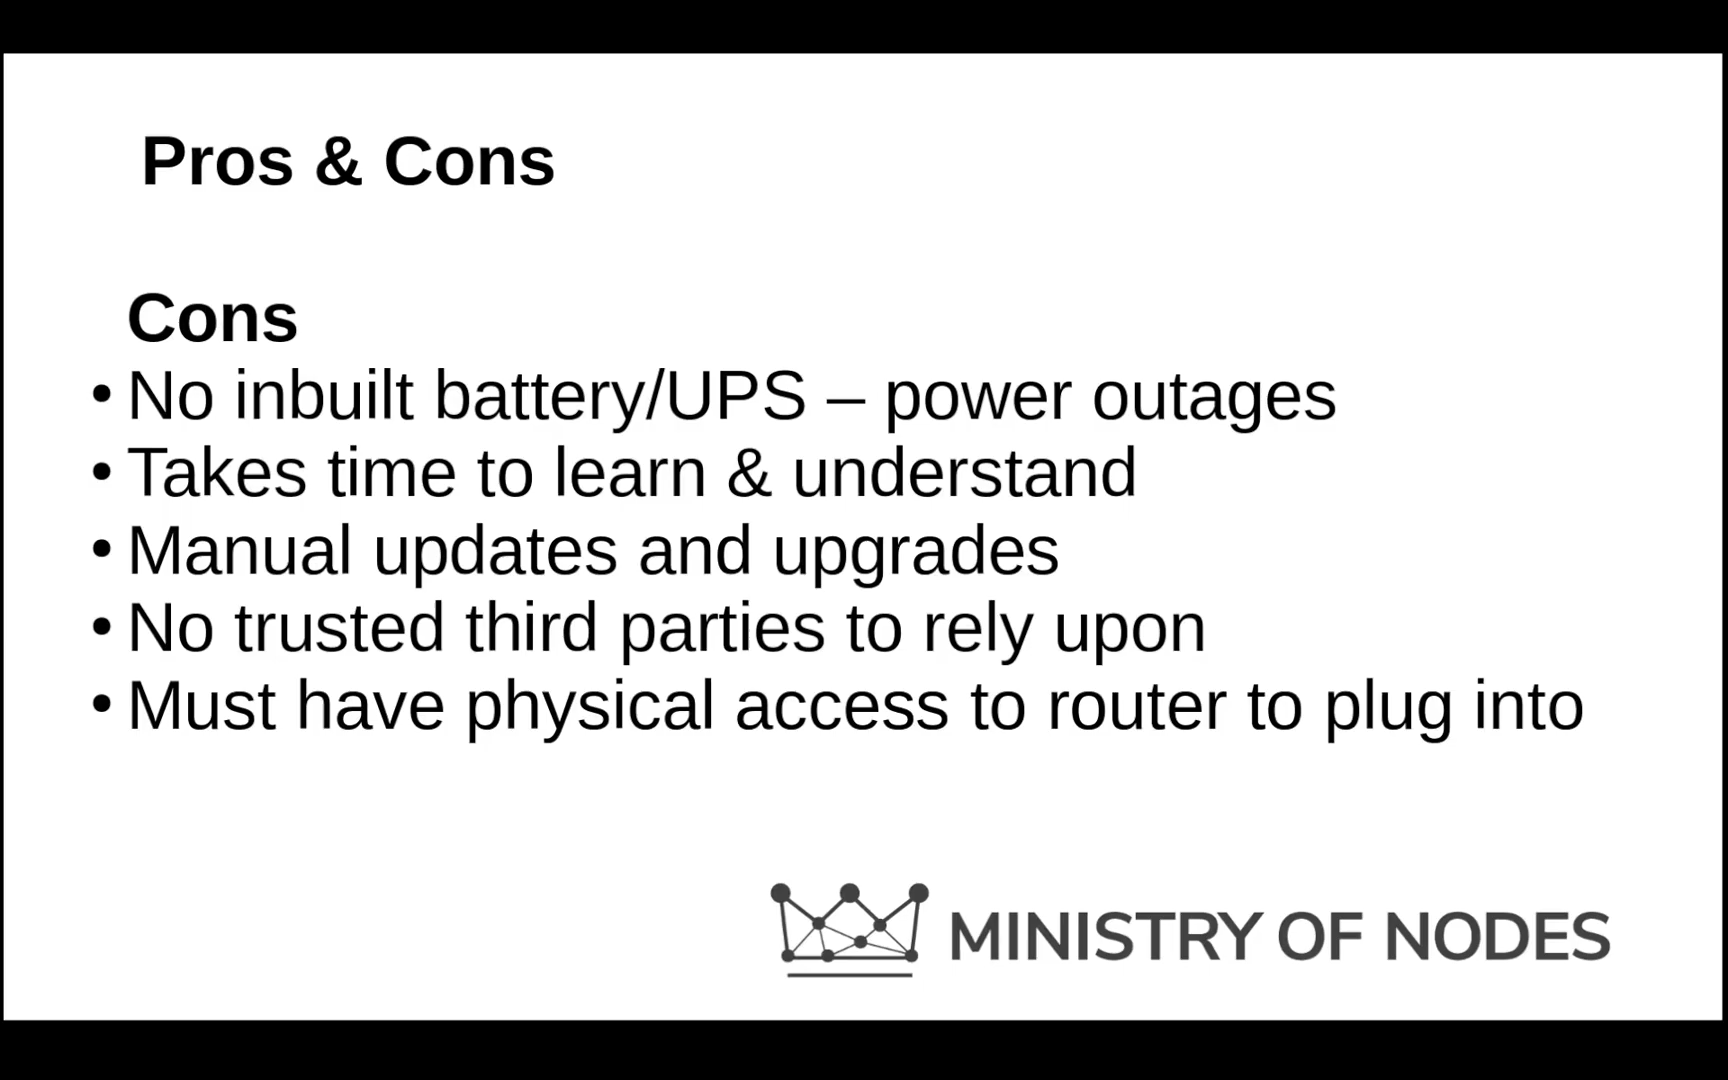 Pros & Cons
Cons
• No inbuilt battery/UPS – power outages
• Takes time to learn & understand
• Manual updates and upgrades
• No trusted third parties to rely upon
• Must have physical access to router to plug into
MINISTRY OF NODES